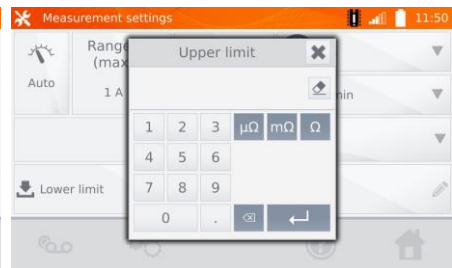 Measurement settings 11:50
Range
(max
Auto
1 A
min
Lower limit
Upper limit
1 2 3 µΩ mΩ Ω
4 5 6
7 8 9
0 .